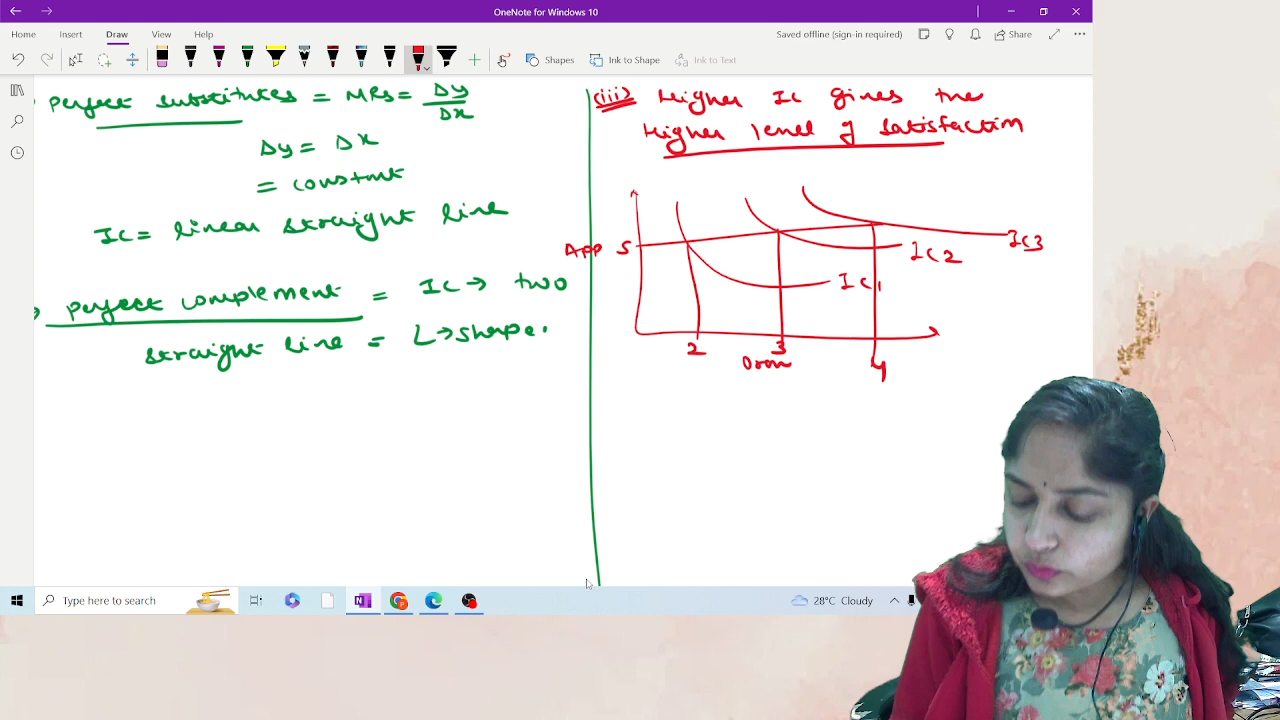 OneNote for Windows 10
Home Insert Draw View Help
Saved offline (sign-in required)
Share
Shapes
Ink to Shape
Ink to Text
Perfect substitutes = MRS = Δy/Δx
Δy = Δx
= constant
IC = linear straight line
Perfect complement = IC → two
straight line = L → shape.
(iii) Higher IC gives the
Higher level of satisfaction
IC3
APP 5
IC2
IC1
2 3 4
Oran
Type here to search
28°C Cloudy